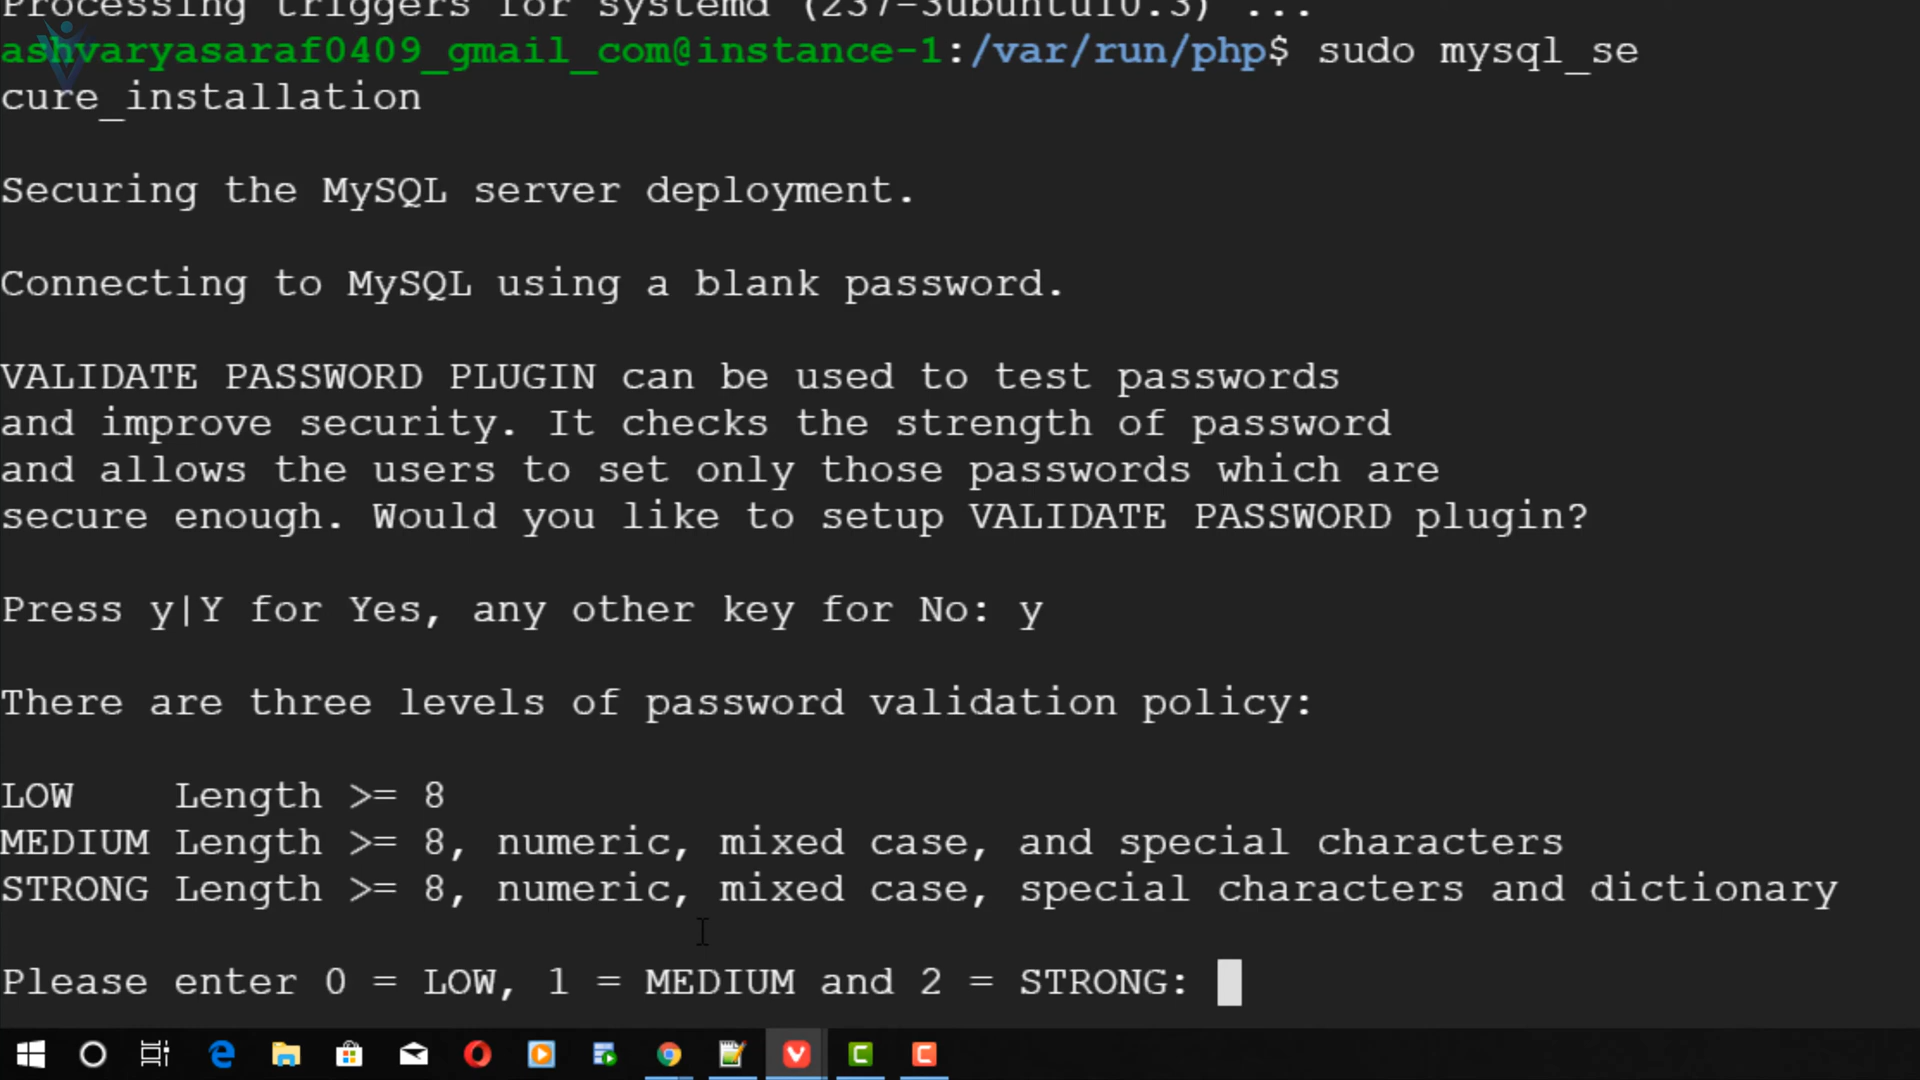 Processing triggers for systemd (237-3ubuntu10.3) ...
ashvaryasaraf0409_gmail_com@instance-1:/var/run/php$ sudo mysql_se
cure_installation
Securing the MySQL server deployment.
Connecting to MySQL using a blank password.
VALIDATE PASSWORD PLUGIN can be used to test passwords
and improve security. It checks the strength of password
and allows the users to set only those passwords which are
secure enough. Would you like to setup VALIDATE PASSWORD plugin?
Press y|Y for Yes, any other key for No: y
There are three levels of password validation policy:
LOW    Length >= 8
MEDIUM Length >= 8, numeric, mixed case, and special characters
STRONG Length >= 8, numeric, mixed case, special characters and dictionary
Please enter 0 = LOW, 1 = MEDIUM and 2 = STRONG: